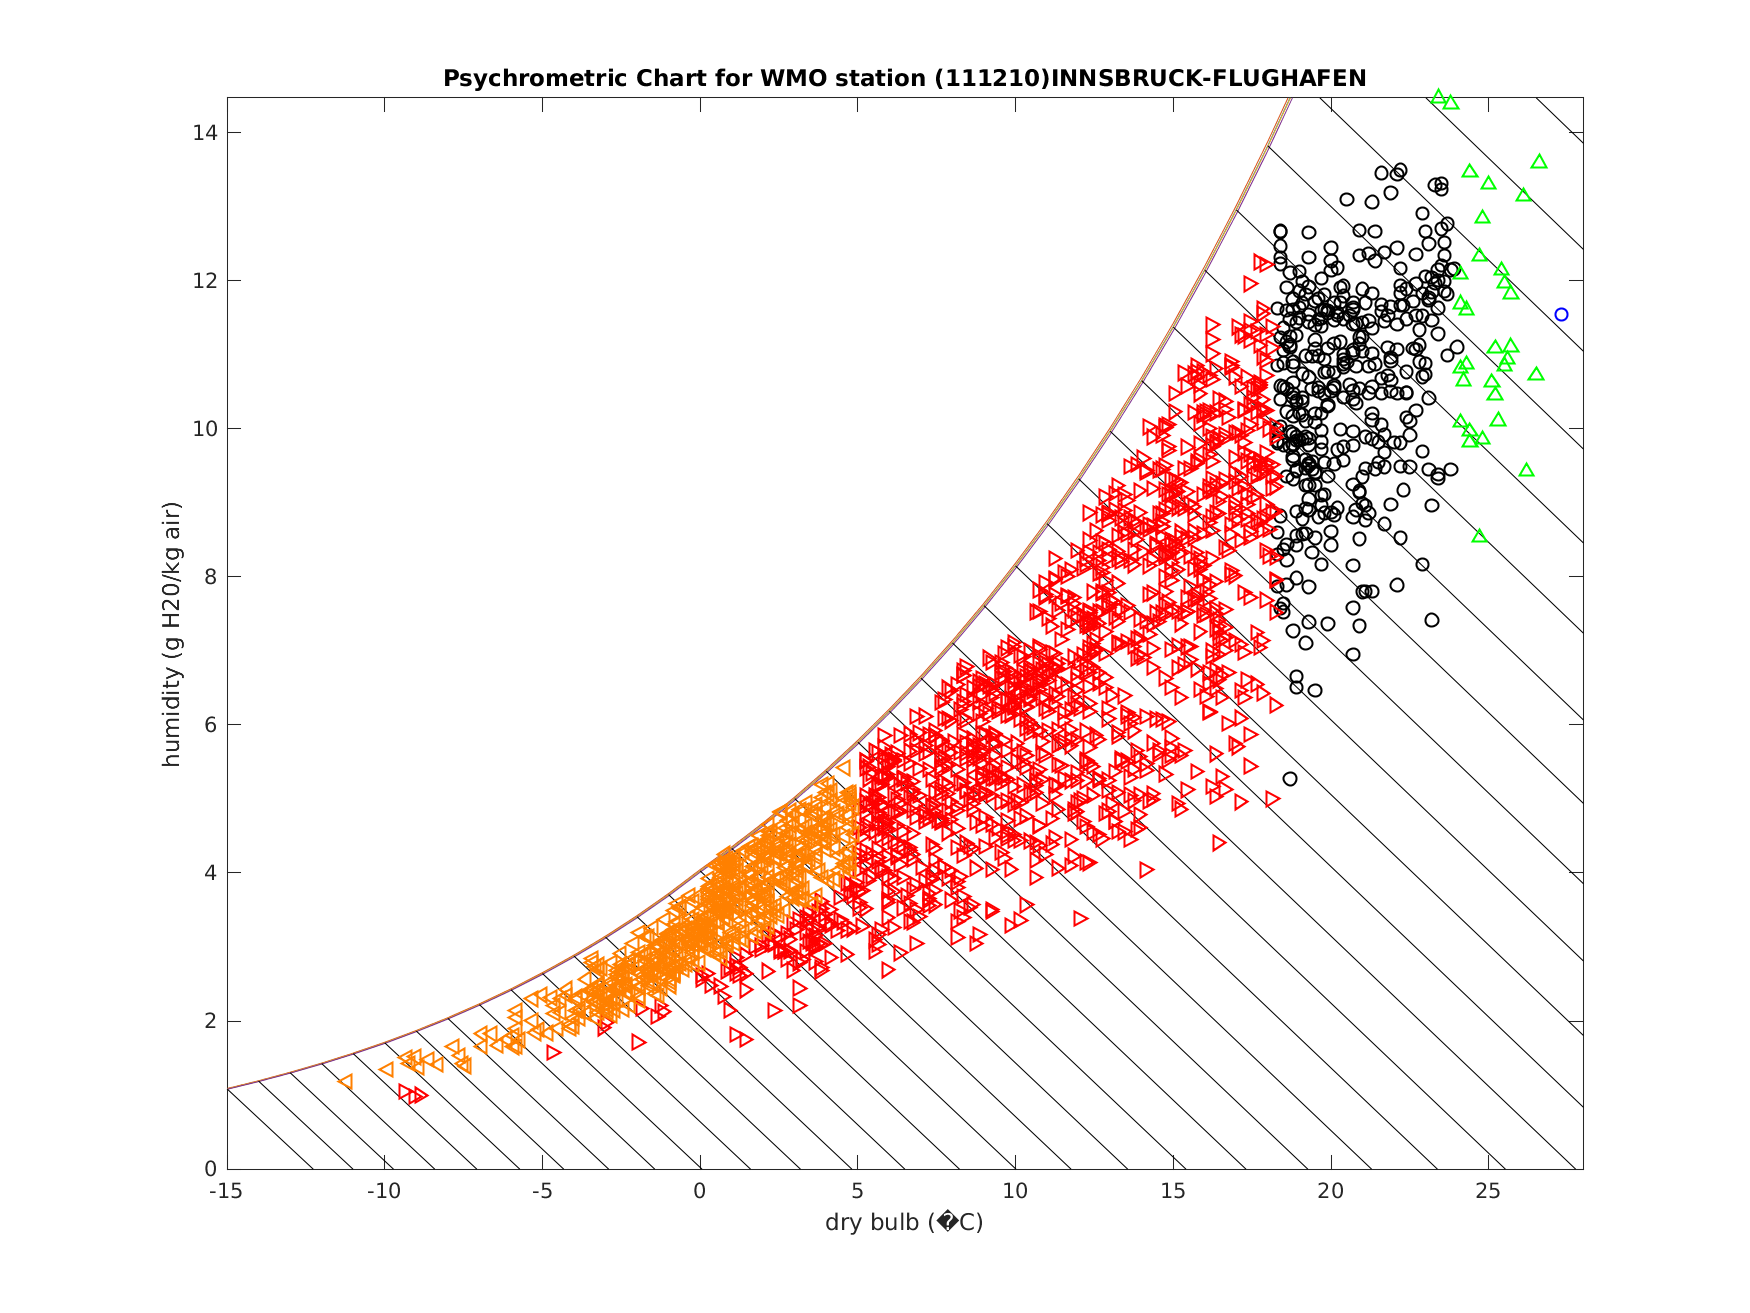 Psychrometric Chart for WMO station (111210)INNSBRUCK-FLUGHAFEN
humidity (g H20/kg air)
14
12
10
8
6
4
2
0
-15 -10 -5 0 5 10 15 20 25
dry bulb (�C)